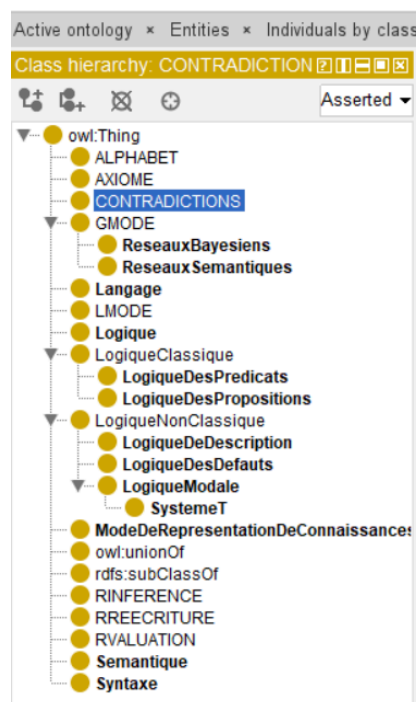 Active ontology × Entities × Individuals by class
Class hierarchy: CONTRADICTION
Asserted
owl:Thing
ALPHABET
AXIOME
CONTRADICTIONS
GMODE
ReseauxBayesiens
ReseauxSemantiques
Langage
LMODE
Logique
LogiqueClassique
LogiqueDesPredicats
LogiqueDesPropositions
LogiqueNonClassique
LogiqueDeDescription
LogiqueDesDefauts
LogiqueModale
SystemeT
ModeDeRepresentationDeConnaissances
owl:unionOf
rdfs:subClassOf
RINFERENCE
RREECRITURE
RVALUATION
Semantique
Syntaxe